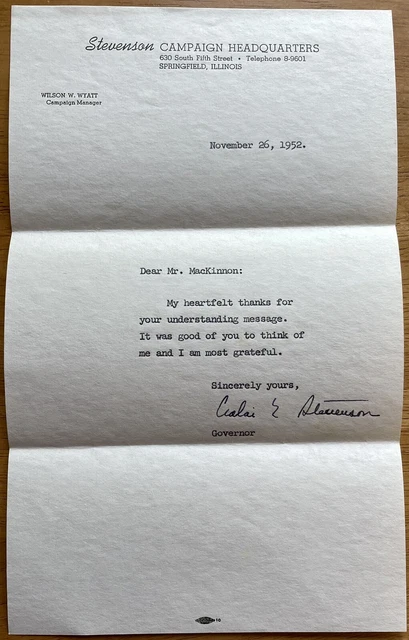 Stevenson CAMPAIGN HEADQUARTERS
630 South Fifth Street • Telephone 8-9601
SPRINGFIELD, ILLINOIS
WILSON W. WYATT
Campaign Manager
November 26, 1952.
Dear Mr. MacKinnon:
My heartfelt thanks for
your understanding message.
It was good of you to think of
me and I am most grateful.
Sincerely yours,
Adlai E Stevenson
Governor